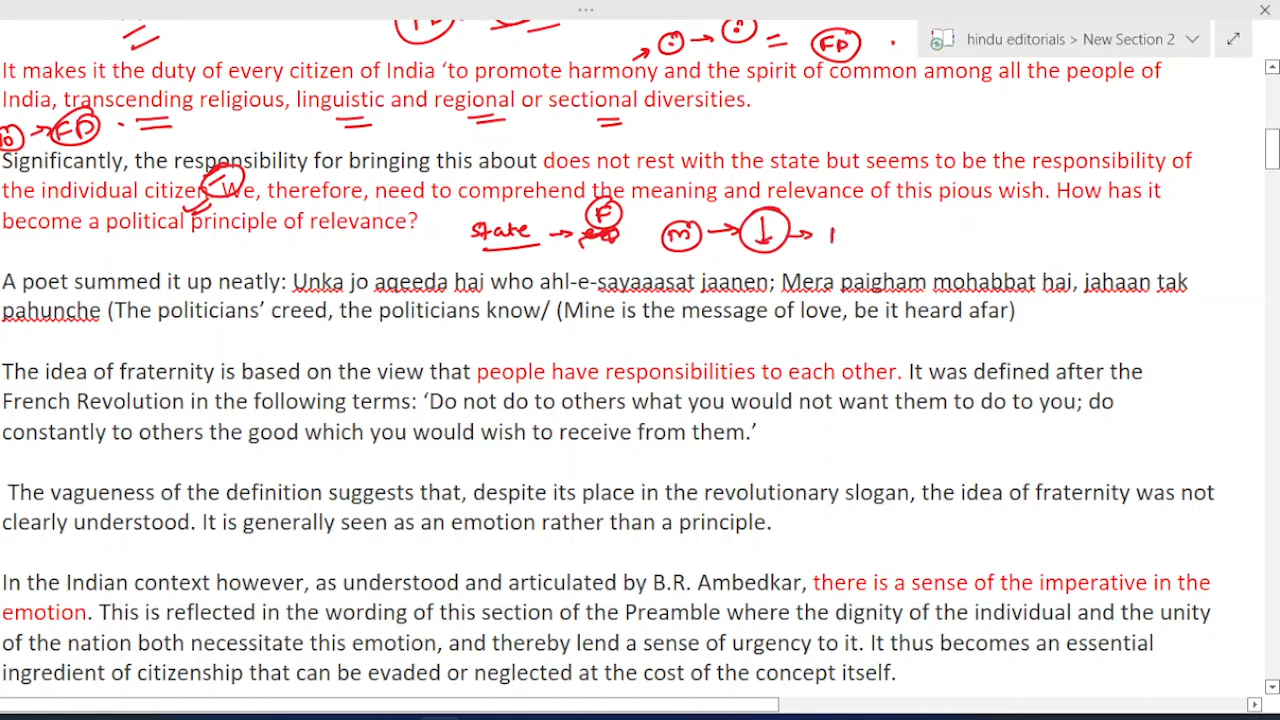 hindu editorials > New Section 2
FD
It makes it the duty of every citizen of India ‘to promote harmony and the spirit of common among all the people of
India, transcending religious, linguistic and regional or sectional diversities.
FD
Significantly, the responsibility for bringing this about does not rest with the state but seems to be the responsibility of
the individual citizen. We, therefore, need to comprehend the meaning and relevance of this pious wish. How has it
become a political principle of relevance?
State → F
A poet summed it up neatly: Unka jo aqeeda hai who ahl-e-sayaaasat jaanen; Mera paigham mohabbat hai, jahaan tak
pahunche (The politicians’ creed, the politicians know/ (Mine is the message of love, be it heard afar)
The idea of fraternity is based on the view that people have responsibilities to each other. It was defined after the
French Revolution in the following terms: ‘Do not do to others what you would not want them to do to you; do
constantly to others the good which you would wish to receive from them.’
The vagueness of the definition suggests that, despite its place in the revolutionary slogan, the idea of fraternity was not
clearly understood. It is generally seen as an emotion rather than a principle.
In the Indian context however, as understood and articulated by B.R. Ambedkar, there is a sense of the imperative in the
emotion. This is reflected in the wording of this section of the Preamble where the dignity of the individual and the unity
of the nation both necessitate this emotion, and thereby lend a sense of urgency to it. It thus becomes an essential
ingredient of citizenship that can be evaded or neglected at the cost of the concept itself.